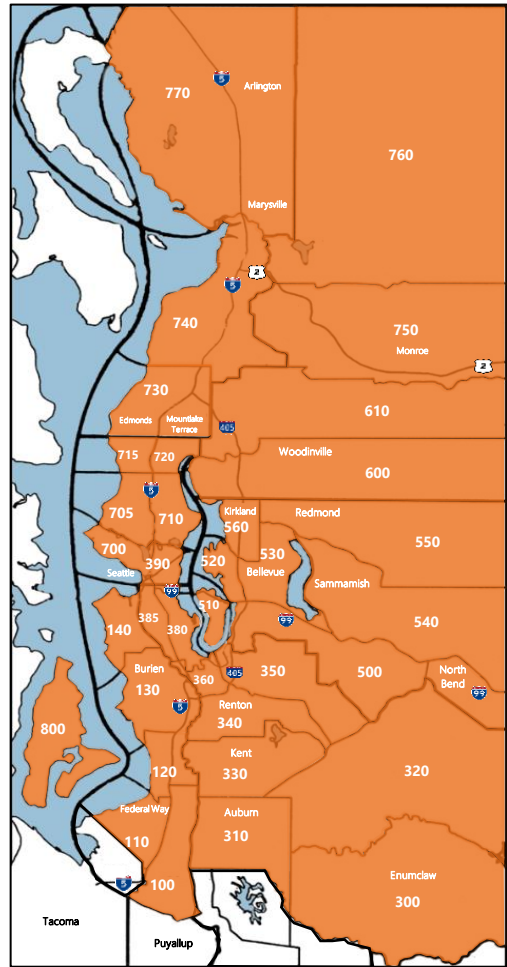 5
770
Arlington
760
Marysville
2
5
740
750
Monroe
2
730
610
Edmonds
Mountlake
Terrace
405
Woodinville
715
720
600
5
Kirkland
560
Redmond
705
710
550
700
390
520
530
Bellevue
Seattle
Sammamish
99
510
385
380
140
99
540
Burien
130
360
405
350
500
North
Bend
99
5
Renton
340
800
Kent
330
120
320
Federal Way
110
Auburn
310
5
100
Enumclaw
300
Tacoma
Puyallup